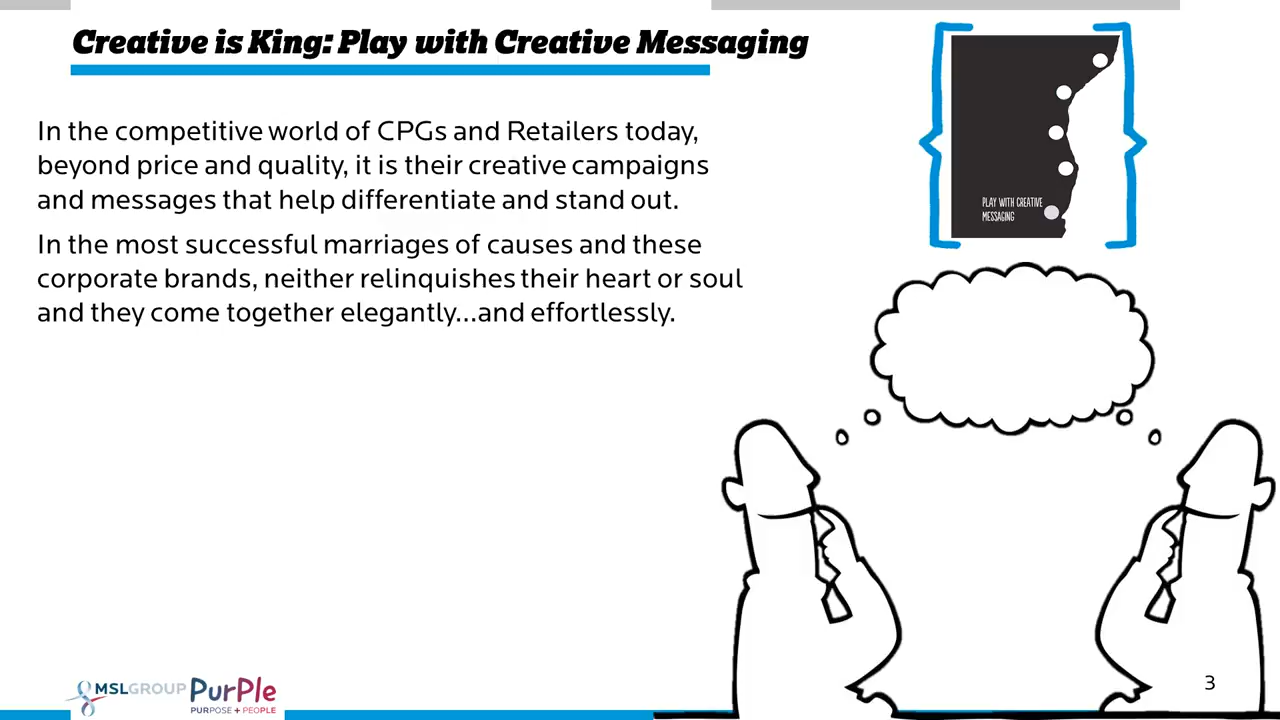 Creative is King: Play with Creative Messaging
In the competitive world of CPGs and Retailers today,
beyond price and quality, it is their creative campaigns
and messages that help differentiate and stand out.
In the most successful marriages of causes and these
corporate brands, neither relinquishes their heart or soul
and they come together elegantly...and effortlessly.
PLAY WITH CREATIVE
MESSAGING
MSLGROUP PurPle
PURPOSE + PEOPLE
3